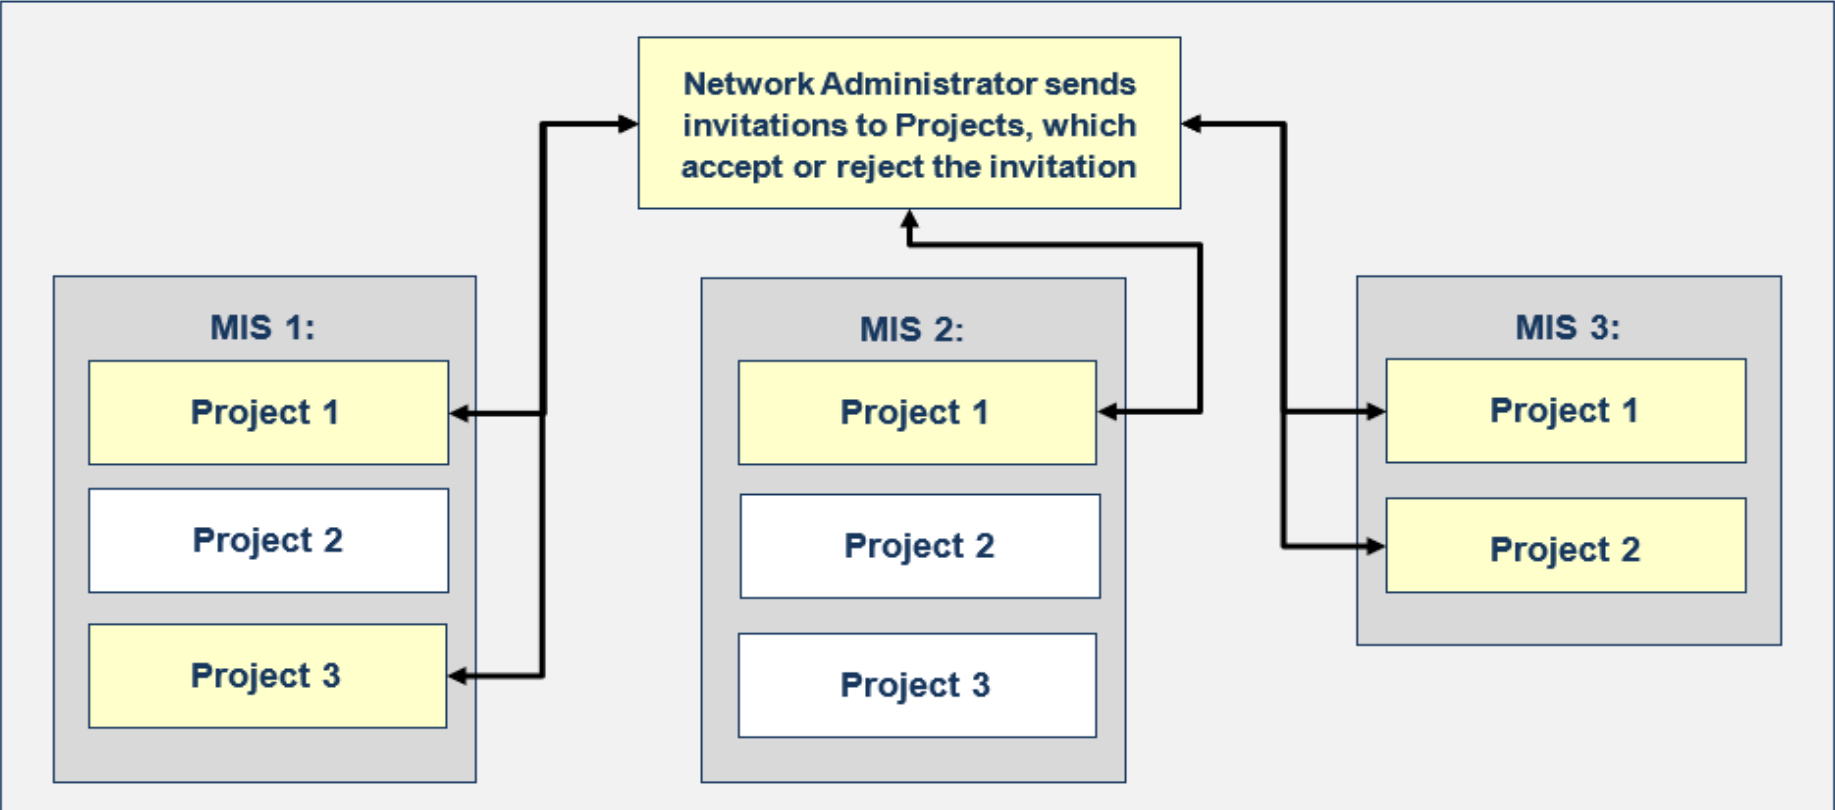 Network Administrator sends
invitations to Projects, which
accept or reject the invitation
MIS 1:
Project 1
Project 2
Project 3
MIS 2:
Project 1
Project 2
Project 3
MIS 3:
Project 1
Project 2